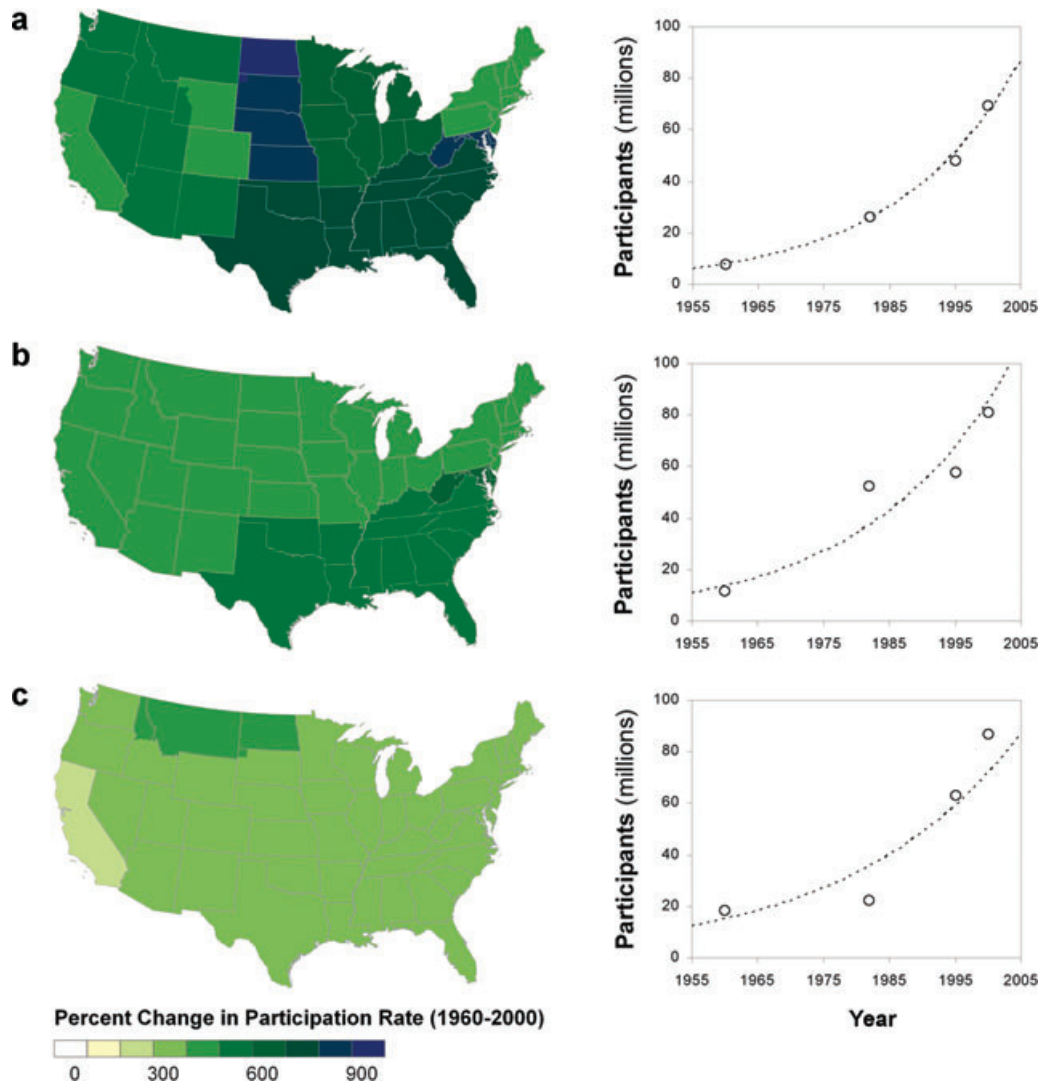 a
100
80
60
40
20
0
1955 1965 1975 1985 1995 2005
Participants (millions)
b
100
80
60
40
20
0
1955 1965 1975 1985 1995 2005
Participants (millions)
c
100
80
60
40
20
0
1955 1965 1975 1985 1995 2005
Participants (millions)
Year
Percent Change in Participation Rate (1960-2000)
0 300 600 900